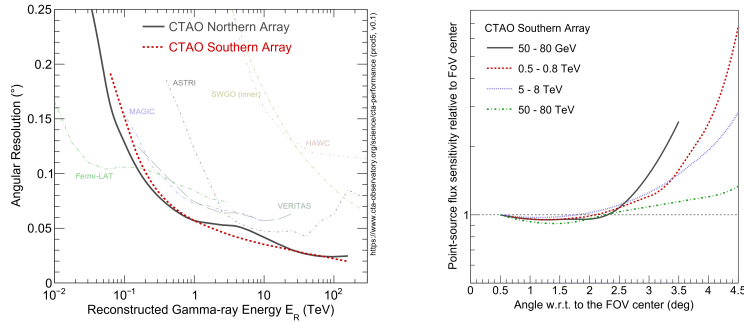 0.25
0.2
0.15
0.1
0.05
0
Angular Resolution (°)
CTAO Northern Array
CTAO Southern Array
ASTRI
SWGO (inner)
MAGIC
HAWC
Fermi-LAT
VERITAS
10⁻² 10⁻¹ 1 10 10²
Reconstructed Gamma-ray Energy E_R (TeV)
https://www.cta-observatory.org/science/cta-performance (prod5, v0.1)
Point-source flux sensitivity relative to FoV center
CTAO Southern Array
50 - 80 GeV
0.5 - 0.8 TeV
5 - 8 TeV
50 - 80 TeV
1
0 0.5 1 1.5 2 2.5 3 3.5 4 4.5
Angle w.r.t. to the FOV center (deg)